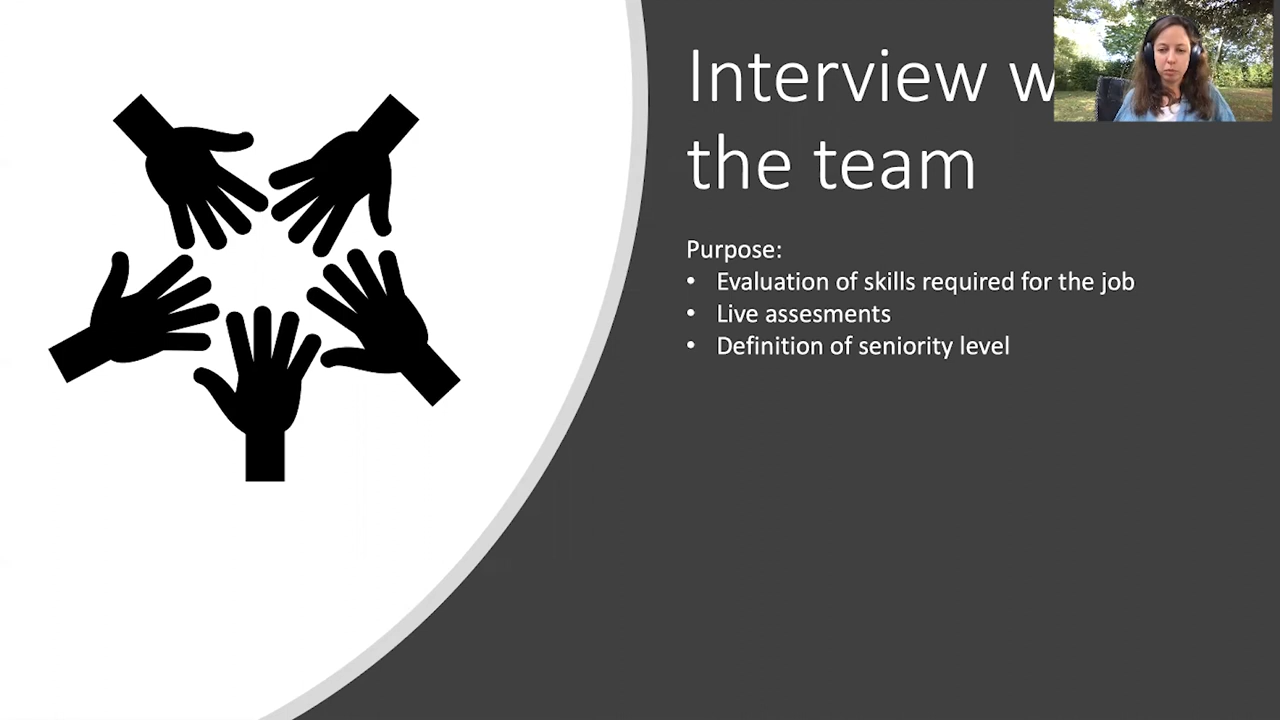 Interview w
the team
Purpose:
• Evaluation of skills required for the job
• Live assesments
• Definition of seniority level